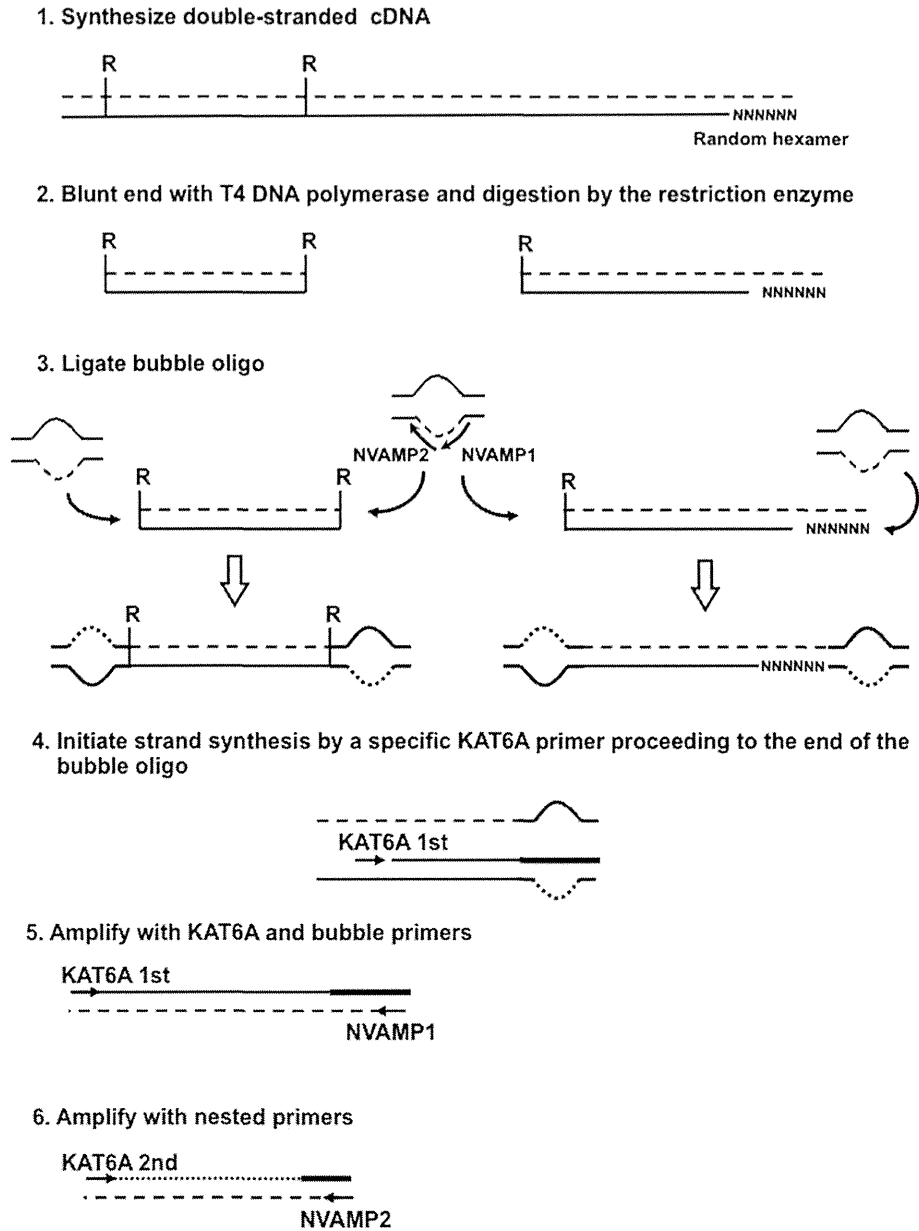 1. Synthesize double-stranded cDNA
R R
NNNNNN
Random hexamer
2. Blunt end with T4 DNA polymerase and digestion by the restriction enzyme
R R R
NNNNNN
3. Ligate bubble oligo
NVAMP2 NVAMP1
R R R
NNNNNN
R R
NNNNNN
4. Initiate strand synthesis by a specific KAT6A primer proceeding to the end of the
bubble oligo
KAT6A 1st
5. Amplify with KAT6A and bubble primers
KAT6A 1st
NVAMP1
6. Amplify with nested primers
KAT6A 2nd
NVAMP2